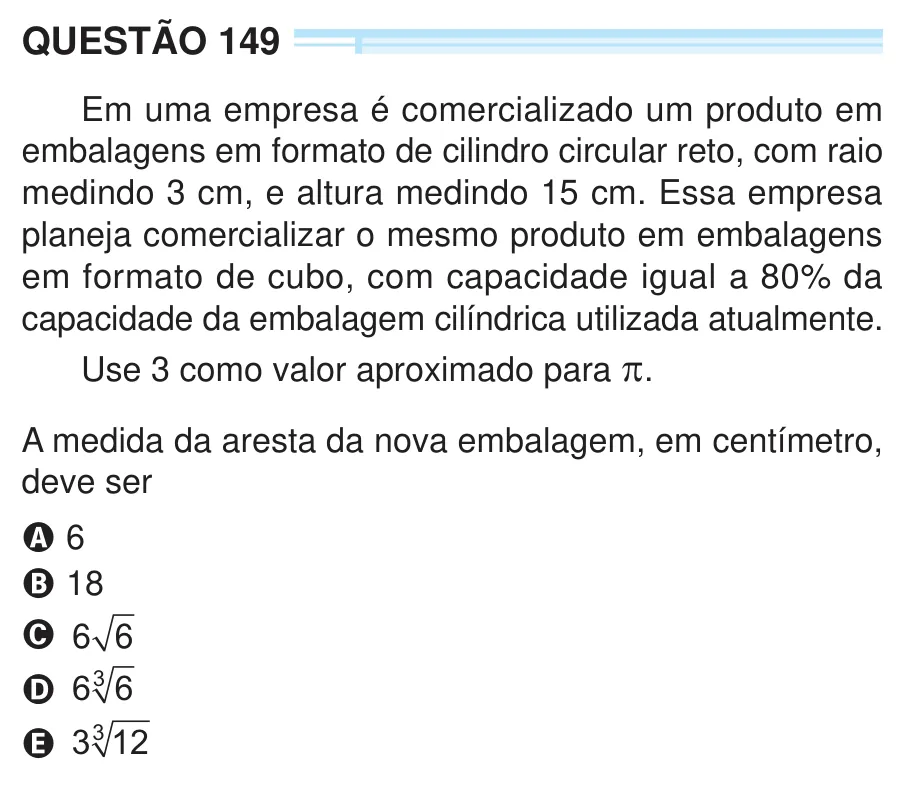 QUESTÃO 149
Em uma empresa é comercializado um produto em
embalagens em formato de cilindro circular reto, com raio
medindo 3 cm, e altura medindo 15 cm. Essa empresa
planeja comercializar o mesmo produto em embalagens
em formato de cubo, com capacidade igual a 80% da
capacidade da embalagem cilíndrica utilizada atualmente.
Use 3 como valor aproximado para π.
A medida da aresta da nova embalagem, em centímetro,
deve ser
A 6
B 18
C 6√6
D 6∛6
E 3∛12